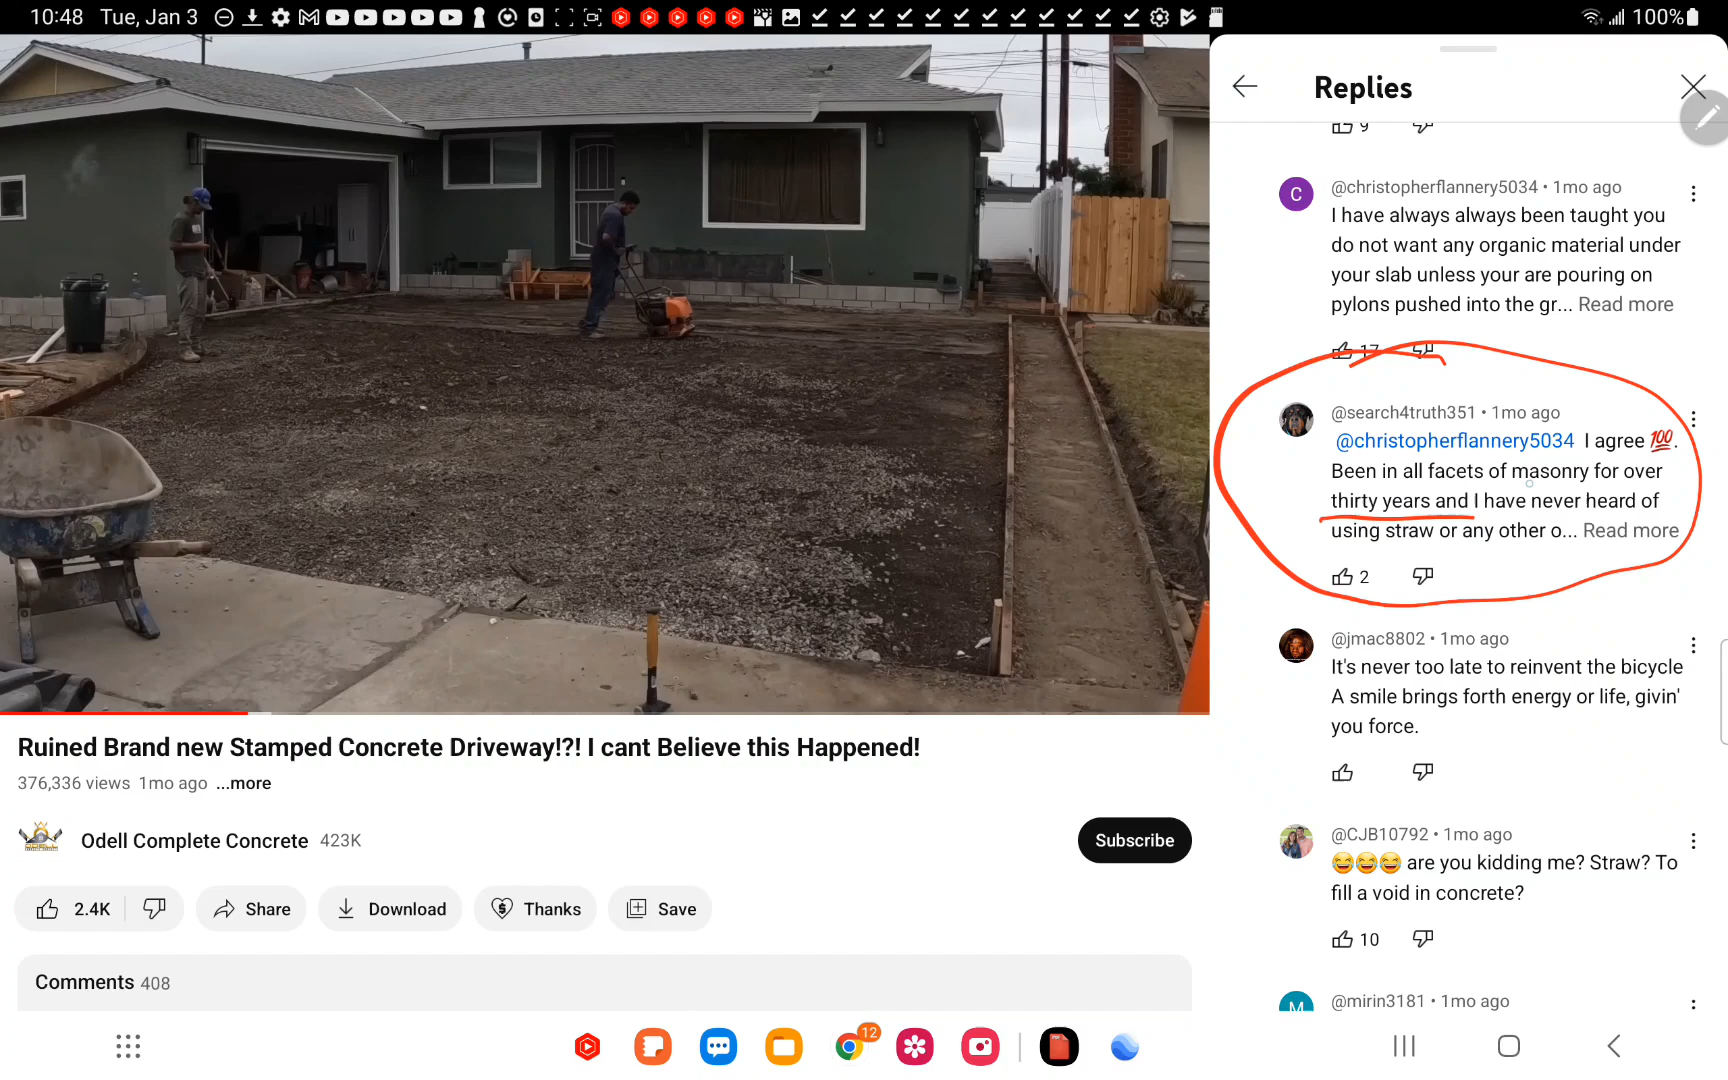 10:48 Tue, Jan 3
100%
Replies
9
@christopherflannery5034 • 1mo ago
I have always always been taught you
do not want any organic material under
your slab unless your are pouring on
pylons pushed into the gr... Read more
17
@search4truth351 • 1mo ago
@christopherflannery5034 I agree 💯.
Been in all facets of masonry for over
thirty years and I have never heard of
using straw or any other o... Read more
2
@jmac8802 • 1mo ago
It's never too late to reinvent the bicycle
A smile brings forth energy or life, givin'
you force.
@CJB10792 • 1mo ago
😂😂😂 are you kidding me? Straw? To
fill a void in concrete?
10
@mirin3181 • 1mo ago
Ruined Brand new Stamped Concrete Driveway!?! I cant Believe this Happened!
376,336 views 1mo ago ...more
Odell Complete Concrete 423K
Subscribe
2.4K
Share
Download
Thanks
Save
Comments 408
12